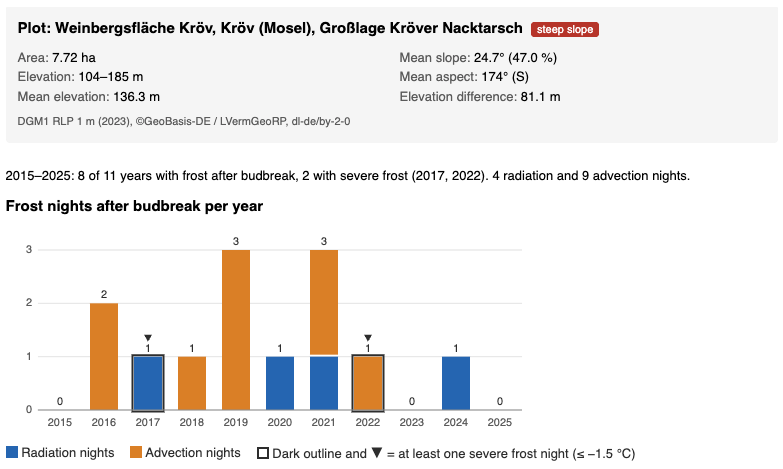 Plot: Weinbergsfläche Kröv, Kröv (Mosel), Großlage Kröver Nacktarsch steep slope
Area: 7.72 ha
Mean slope: 24.7° (47.0 %)
Elevation: 104–185 m
Mean aspect: 174° (S)
Mean elevation: 136.3 m
Elevation difference: 81.1 m
DGM1 RLP 1 m (2023), ©GeoBasis-DE / LVermGeoRP, dl-de/by-2-0
2015–2025: 8 of 11 years with frost after budbreak, 2 with severe frost (2017, 2022). 4 radiation and 9 advection nights.
Frost nights after budbreak per year
3
2
1
0
0 2 1 1 3 1 3 1 0 1 0
2015 2016 2017 2018 2019 2020 2021 2022 2023 2024 2025
Radiation nights Advection nights Dark outline and ▼ = at least one severe frost night (≤ −1.5 °C)